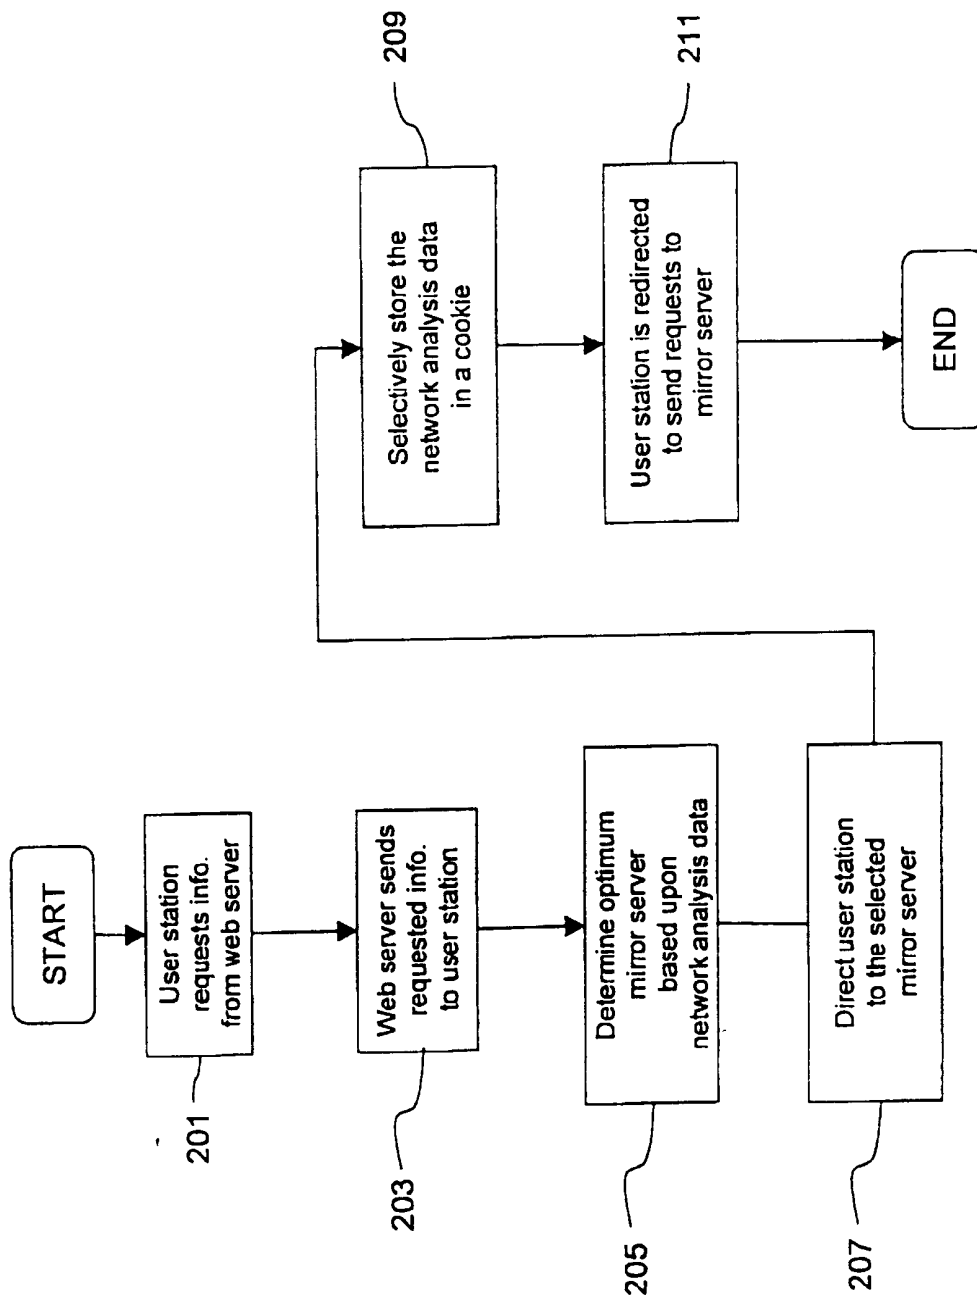 START
User station
requests info.
from web server
201
Web server sends
requested info.
to user station
203
Determine optimum
mirror server
based upon
network analysis data
205
Direct user station
to the selected
mirror server
207
Selectively store the
network analysis data
in a cookie
209
User station is redirected
to send requests to
mirror server
211
END